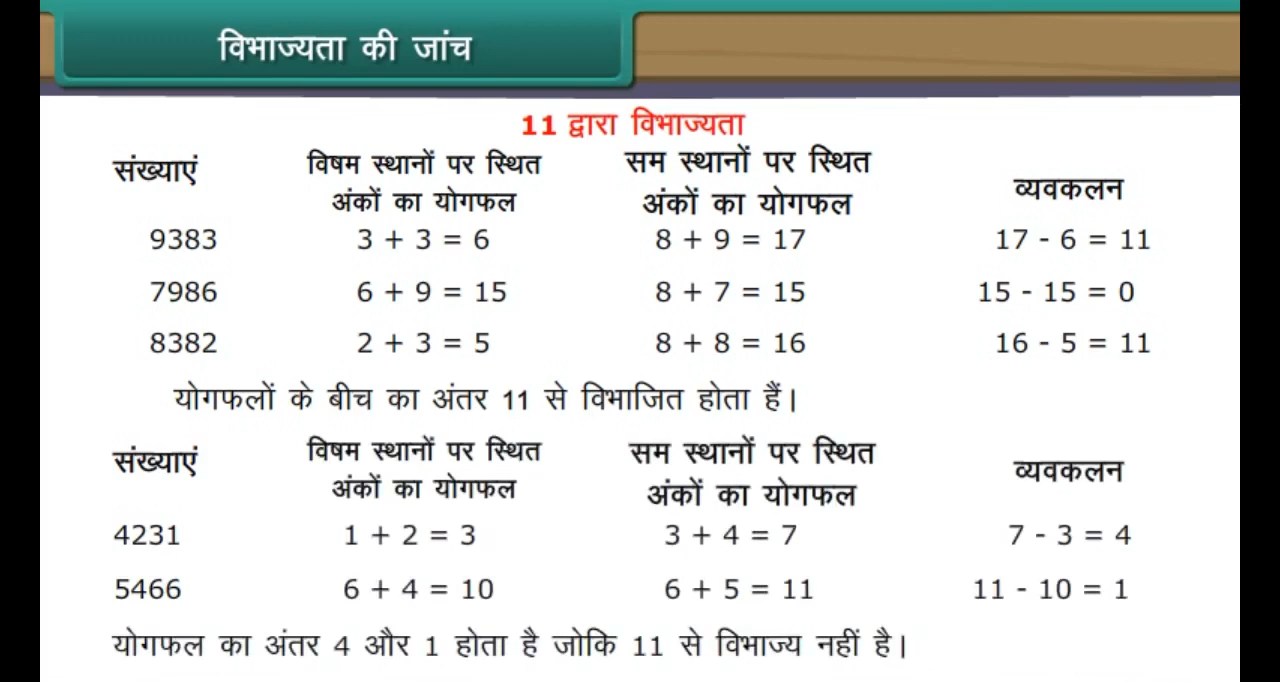 विभाज्यता की जांच
11 द्वारा विभाज्यता
संख्याएं विषम स्थानों पर स्थित अंकों का योगफल सम स्थानों पर स्थित अंकों का योगफल व्यवकलन
9383 3 + 3 = 6 8 + 9 = 17 17 - 6 = 11
7986 6 + 9 = 15 8 + 7 = 15 15 - 15 = 0
8382 2 + 3 = 5 8 + 8 = 16 16 - 5 = 11
योगफलों के बीच का अंतर 11 से विभाजित होता हैं।
संख्याएं विषम स्थानों पर स्थित अंकों का योगफल सम स्थानों पर स्थित अंकों का योगफल व्यवकलन
4231 1 + 2 = 3 3 + 4 = 7 7 - 3 = 4
5466 6 + 4 = 10 6 + 5 = 11 11 - 10 = 1
योगफल का अंतर 4 और 1 होता है जोकि 11 से विभाज्य नहीं है।